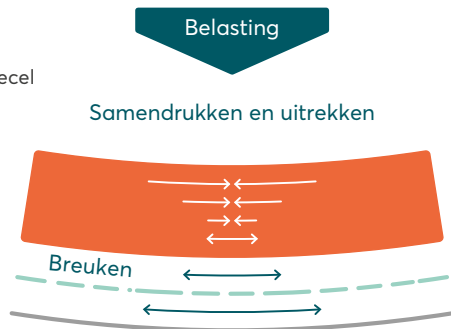 Belasting
ecel
Samendrukken en uitrekken
Breuken